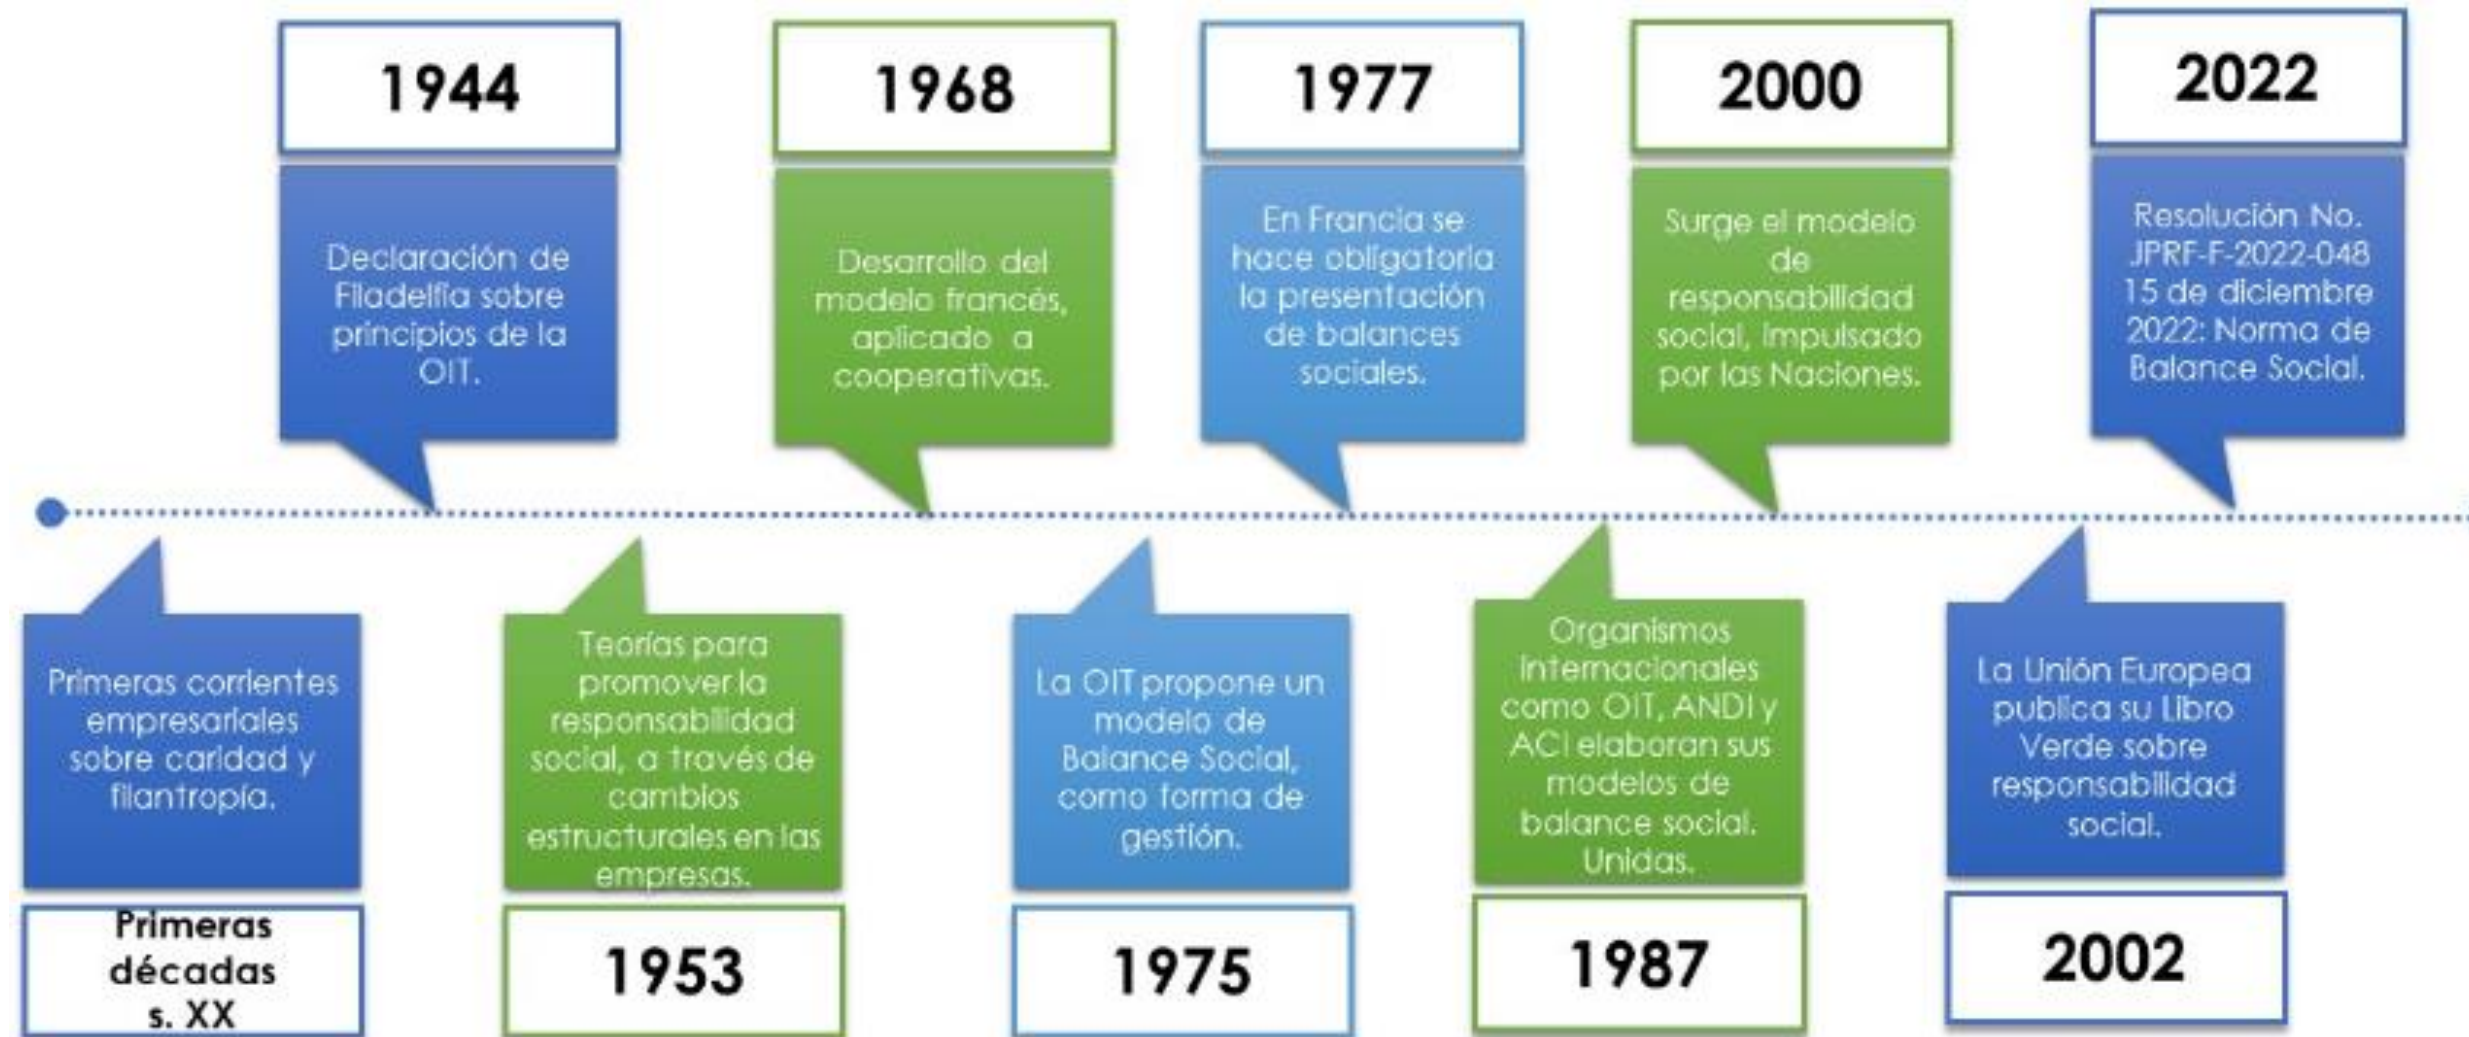 1944
Declaración de
Filadelfia sobre
principios de la
OIT.
1968
Desarrollo del
modelo francés,
aplicado a
cooperativas.
1977
En Francia se
hace obligatoria
la presentación
de balances
sociales.
2000
Surge el modelo
de
responsabilidad
social, impulsado
por las Naciones.
2022
Resolución No.
JPRF-F-2022-048
15 de diciembre
2022: Norma de
Balance Social.
Primeras corrientes
empresariales
sobre caridad y
filantropía.
Primeras
décadas
s. XX
Teorías para
promover la
responsabilidad
social, a través de
cambios
estructurales en las
empresas.
1953
La OIT propone un
modelo de
Balance Social,
como forma de
gestión.
1975
Organismos
internacionales
como OIT, ANDI y
ACI elaboran sus
modelos de
balance social.
Unidas.
1987
La Unión Europea
publica su Libro
Verde sobre
responsabilidad
social.
2002